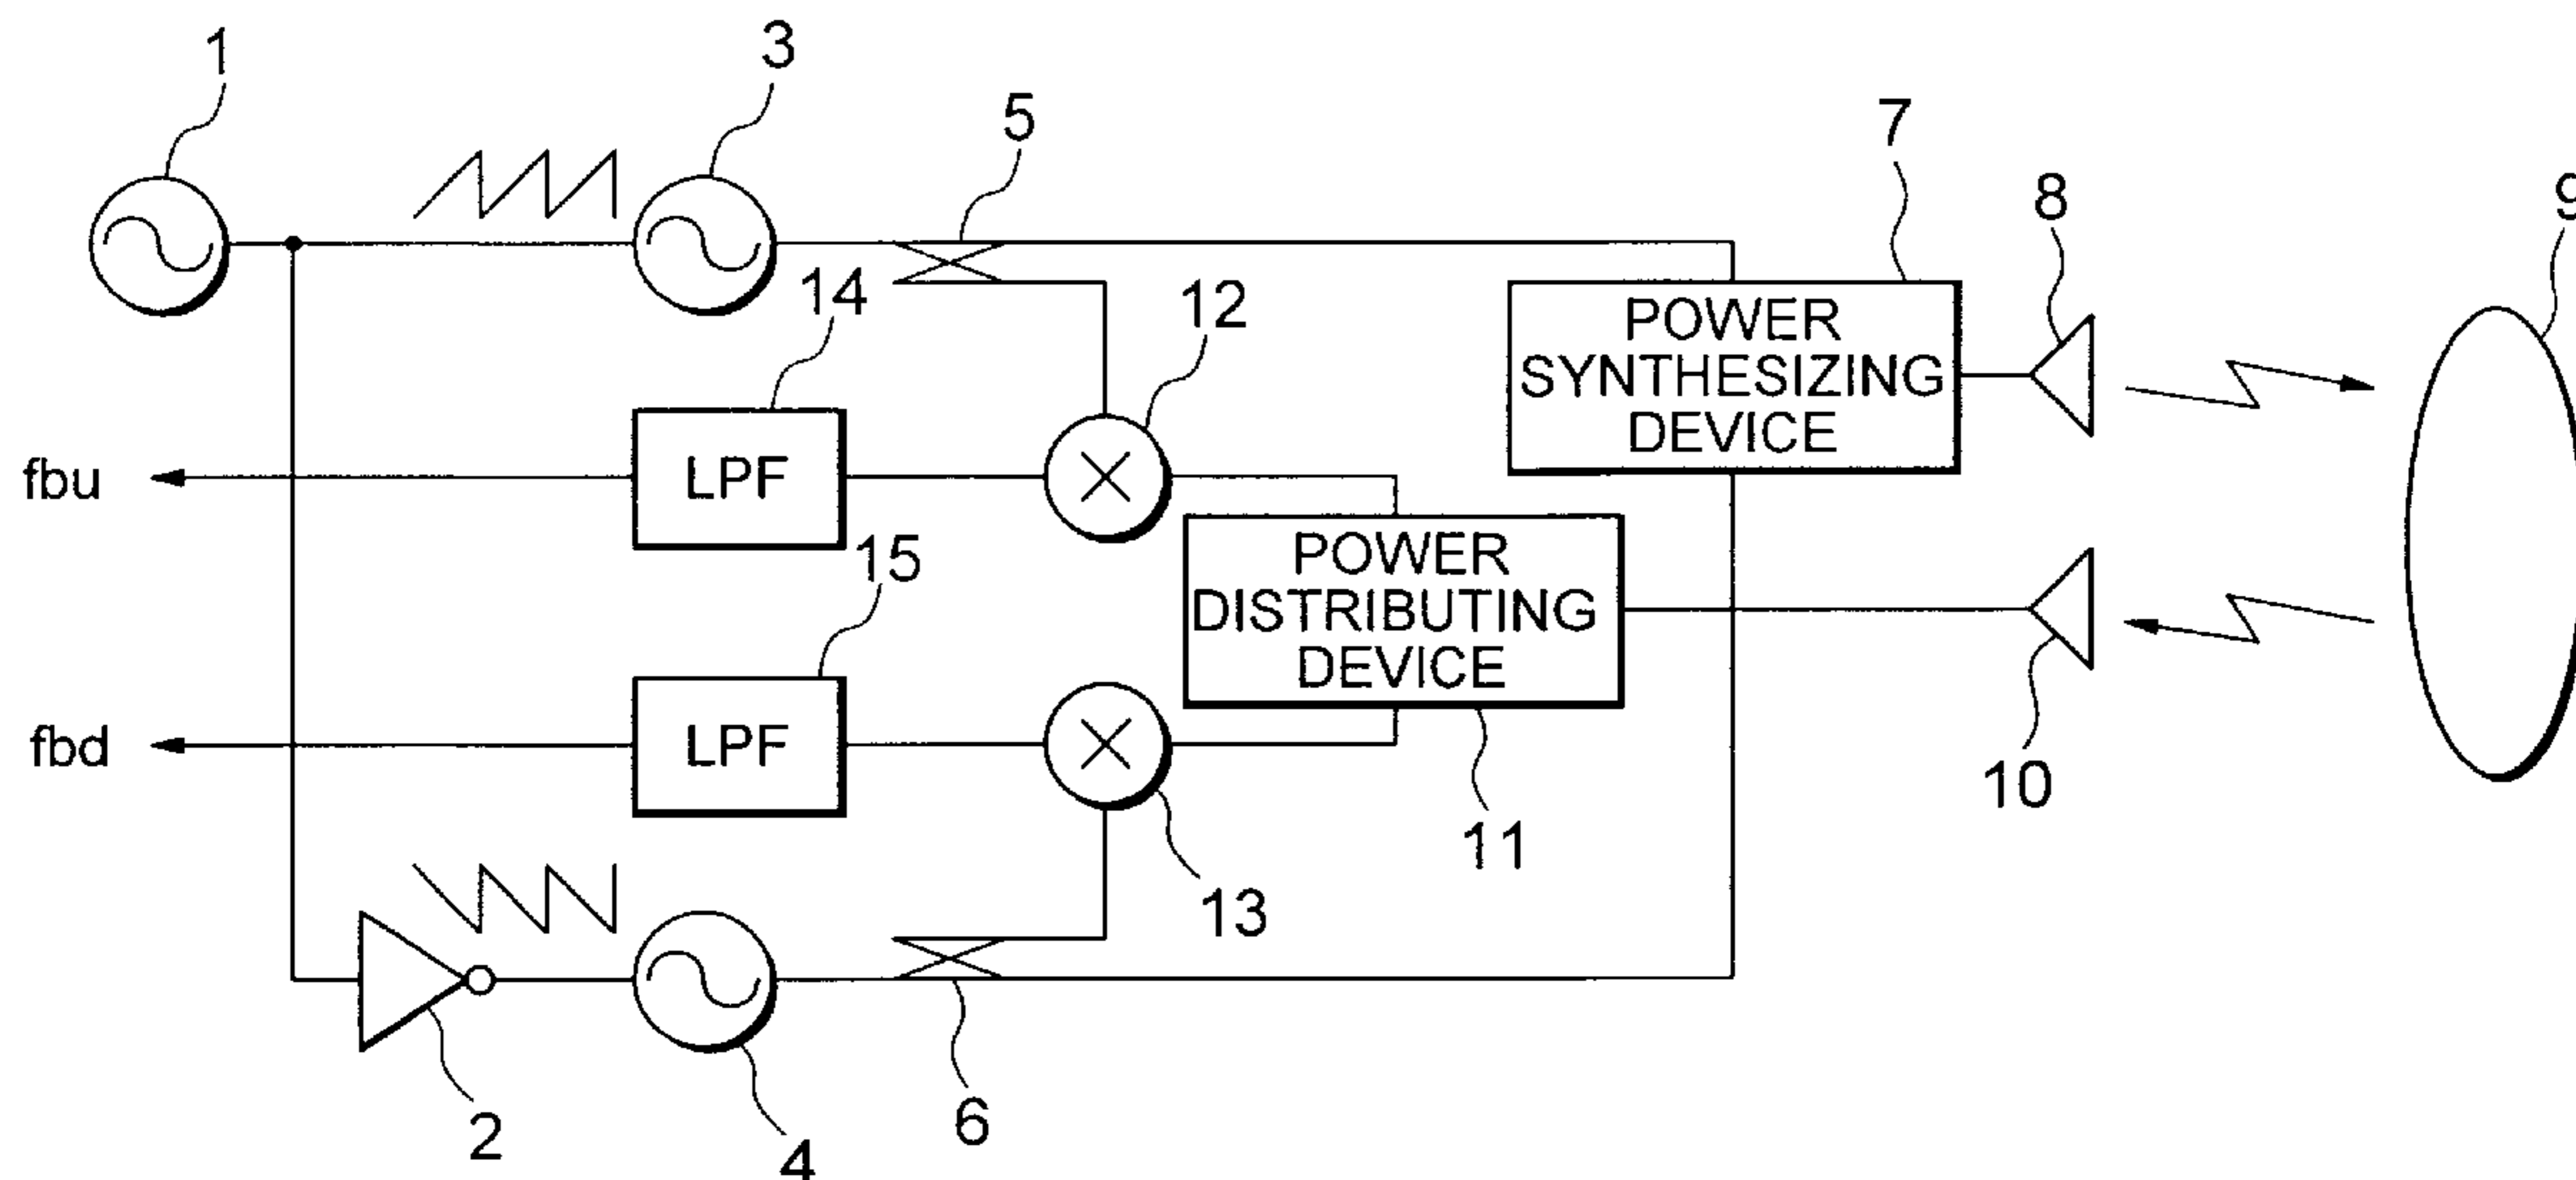 1
3
5
7
8
9
14
12
POWER
SYNTHESIZING
DEVICE
fbu
LPF
15
POWER
DISTRIBUTING
DEVICE
fbd
LPF
10
11
13
2
4
6